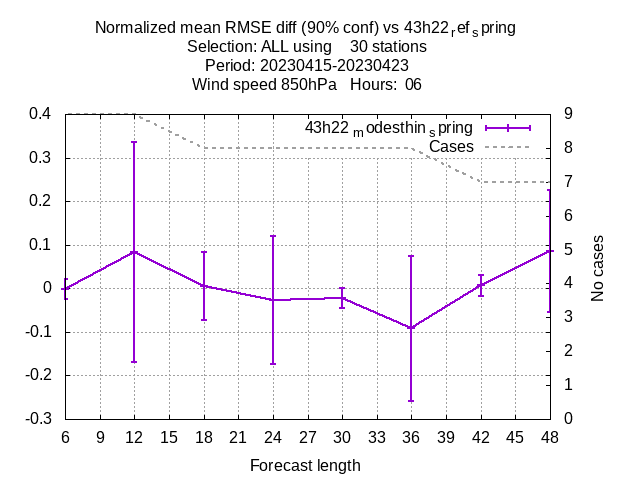 Normalized mean RMSE diff (90% conf) vs 43h22refspring
Selection: ALL using 30 stations
Period: 20230415-20230423
Wind speed 850hPa Hours: 06
43h22modesthinspring
Cases
0.4
0.3
0.2
0.1
0
-0.1
-0.2
-0.3
9
8
7
6
5
4
3
2
1
0
No cases
6 9 12 15 18 21 24 27 30 33 36 39 42 45 48
Forecast length